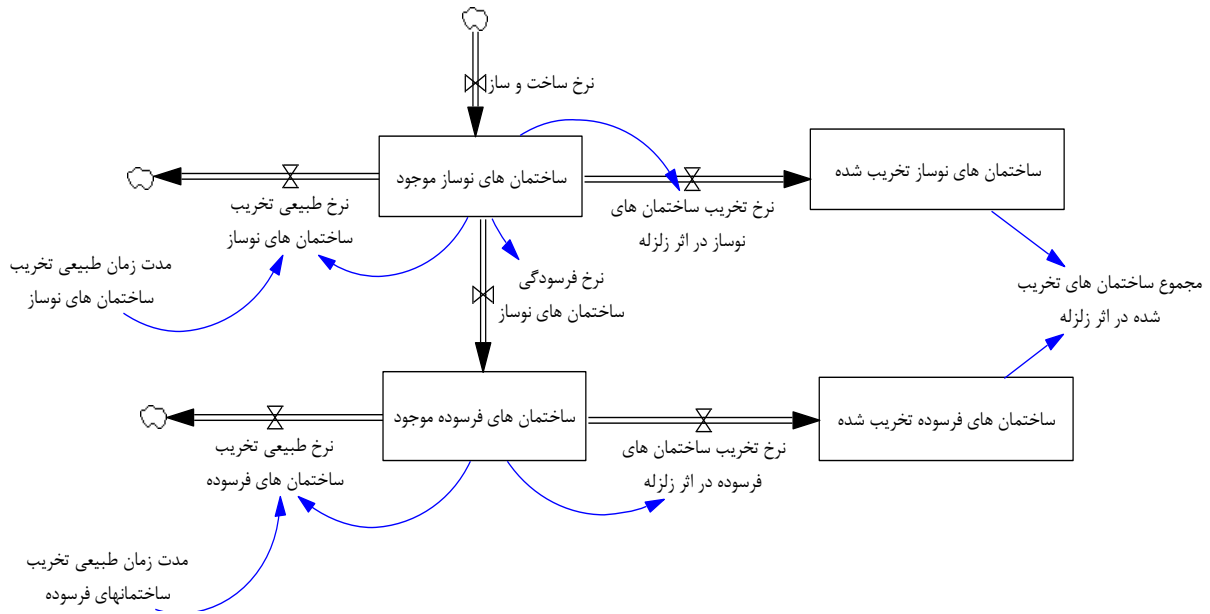 نرخ ساخت و ساز
ساختمان های نوساز تخریب شده
ساختمان های نوساز موجود
نرخ تخریب ساختمان های
نوساز در اثر زلزله
نرخ طبیعی تخریب
ساختمان های نوساز
مدت زمان طبیعی تخریب
ساختمان های نوساز
نرخ فرسودگی
ساختمان های نوساز
مجموع ساختمان های تخریب
شده در اثر زلزله
ساختمان های فرسوده تخریب شده
ساختمان های فرسوده موجود
نرخ تخریب ساختمان های
فرسوده در اثر زلزله
نرخ طبیعی تخریب
ساختمان های فرسوده
مدت زمان طبیعی تخریب
ساختمانهای فرسوده